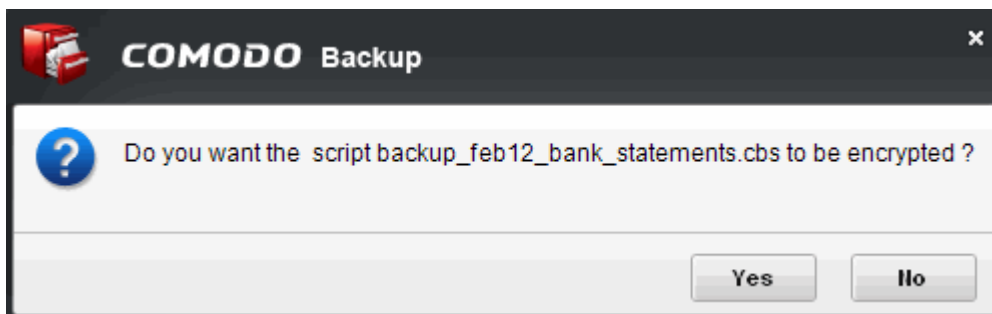 COMODO Backup
Do you want the script backup_feb12_bank_statements.cbs to be encrypted ?
Yes No